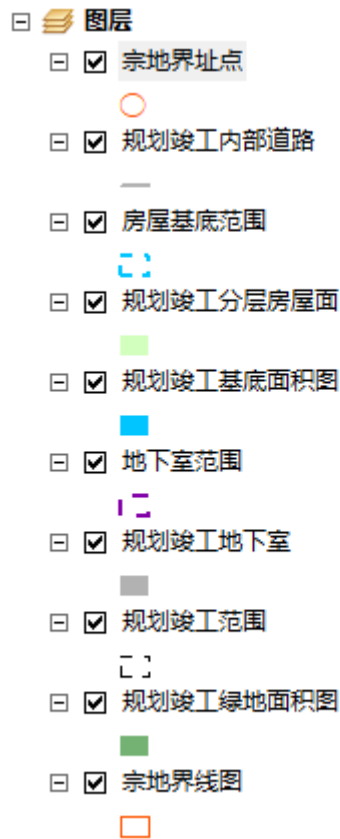 图层
宗地界址点
规划竣工内部道路
房屋基底范围
规划竣工分层房屋面
规划竣工基底面积图
地下室范围
规划竣工地下室
规划竣工范围
规划竣工绿地面积图
宗地界线图